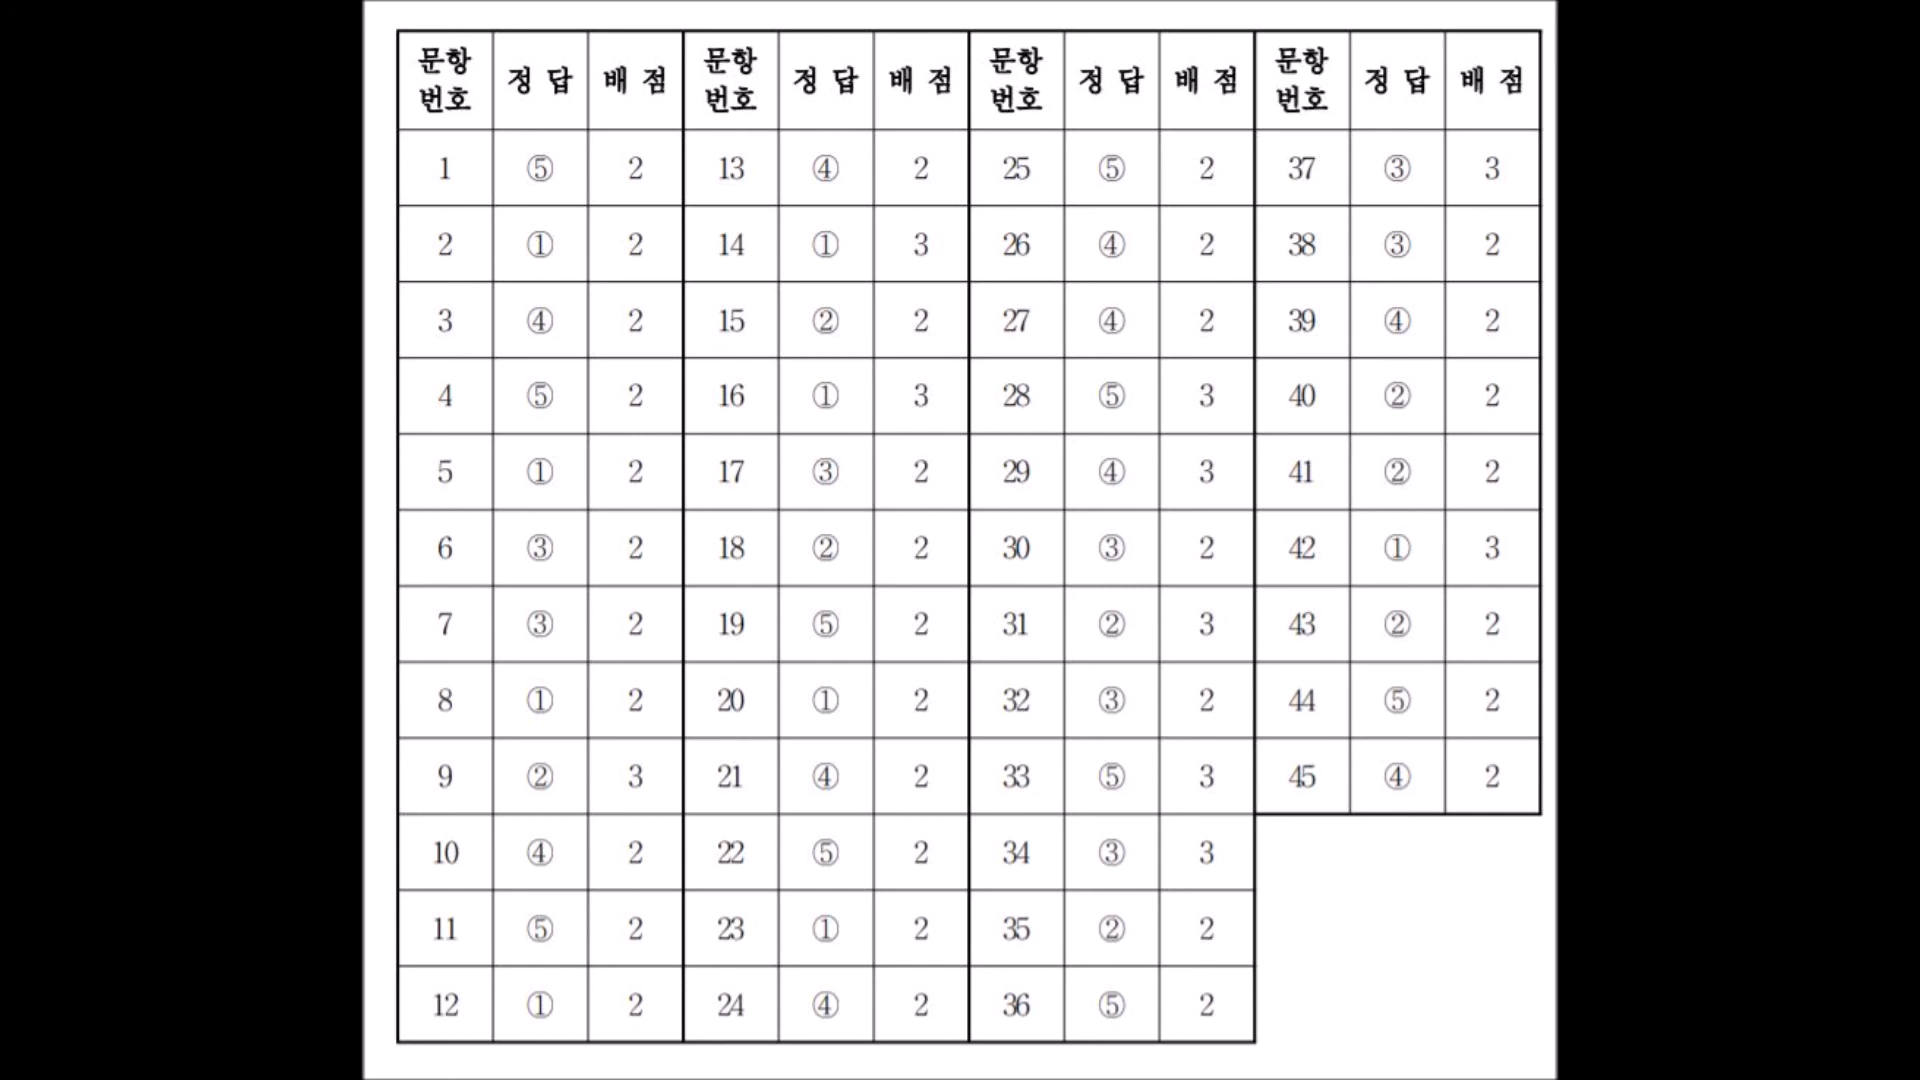 문항번호 정 답 배 점 문항번호 정 답 배 점 문항번호 정 답 배 점 문항번호 정 답 배 점
1 ⑤ 2 13 ④ 2 25 ⑤ 2 37 ③ 3
2 ① 2 14 ① 3 26 ④ 2 38 ③ 2
3 ④ 2 15 ② 2 27 ④ 2 39 ④ 2
4 ⑤ 2 16 ① 3 28 ⑤ 3 40 ② 2
5 ① 2 17 ③ 2 29 ④ 3 41 ② 2
6 ③ 2 18 ② 2 30 ③ 2 42 ① 3
7 ③ 2 19 ⑤ 2 31 ② 3 43 ② 2
8 ① 2 20 ① 2 32 ③ 2 44 ⑤ 2
9 ② 3 21 ④ 2 33 ⑤ 3 45 ④ 2
10 ④ 2 22 ⑤ 2 34 ③ 3
11 ⑤ 2 23 ① 2 35 ② 2
12 ① 2 24 ④ 2 36 ⑤ 2